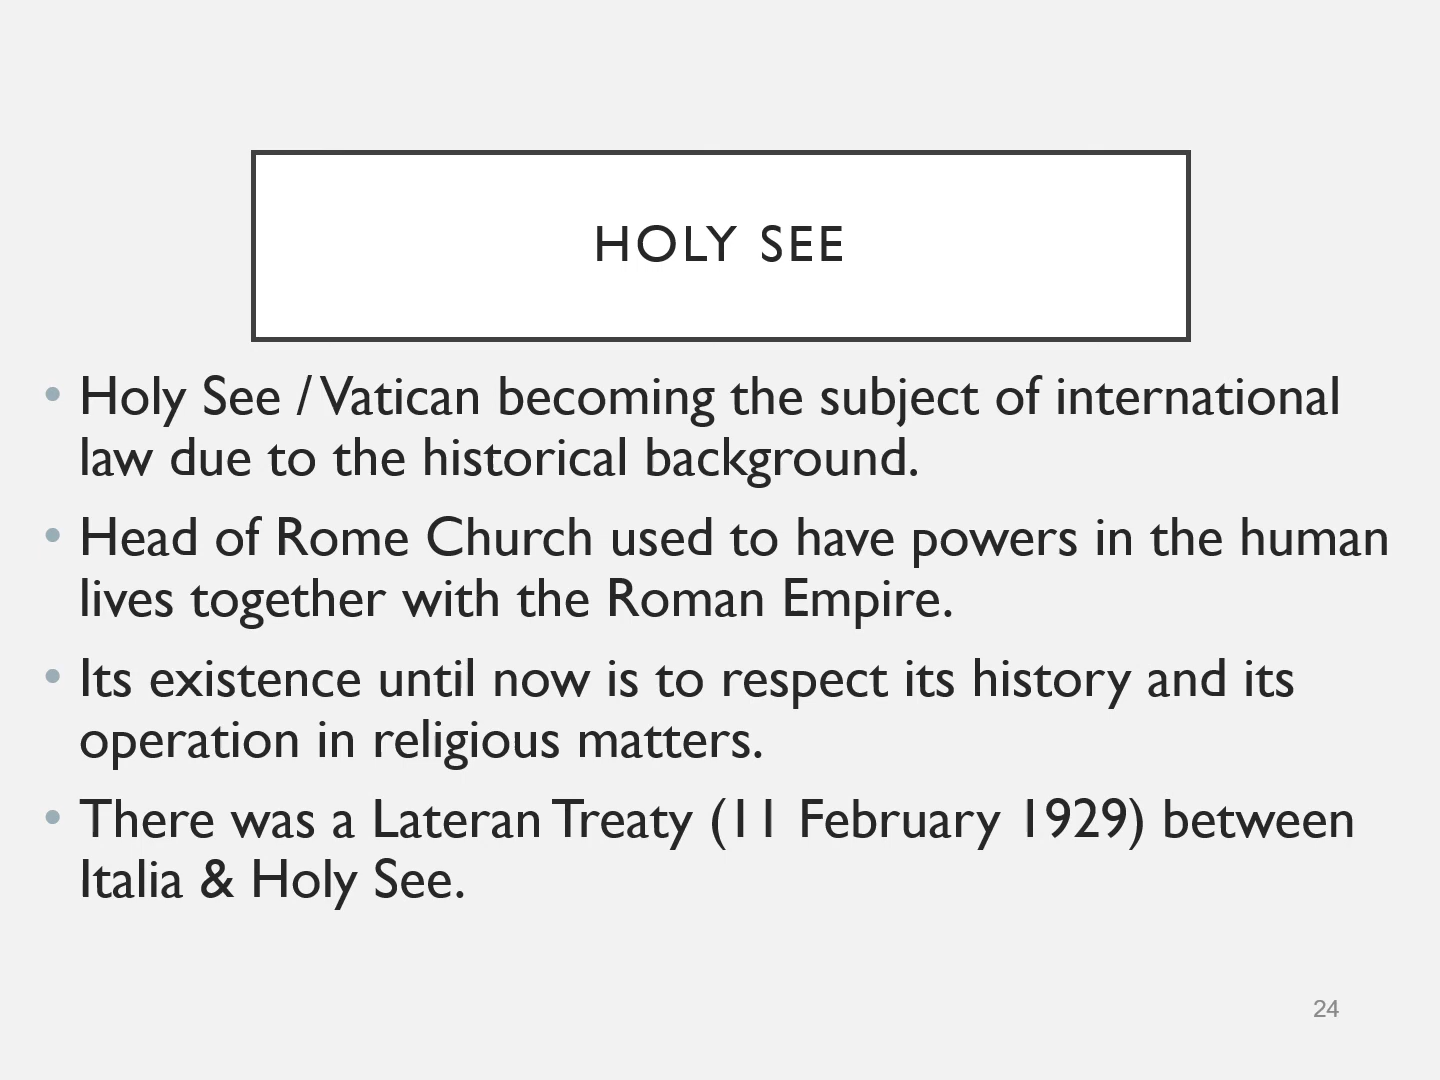 HOLY SEE
• Holy See / Vatican becoming the subject of international
law due to the historical background.
• Head of Rome Church used to have powers in the human
lives together with the Roman Empire.
• Its existence until now is to respect its history and its
operation in religious matters.
• There was a Lateran Treaty (11 February 1929) between
Italia & Holy See.
24